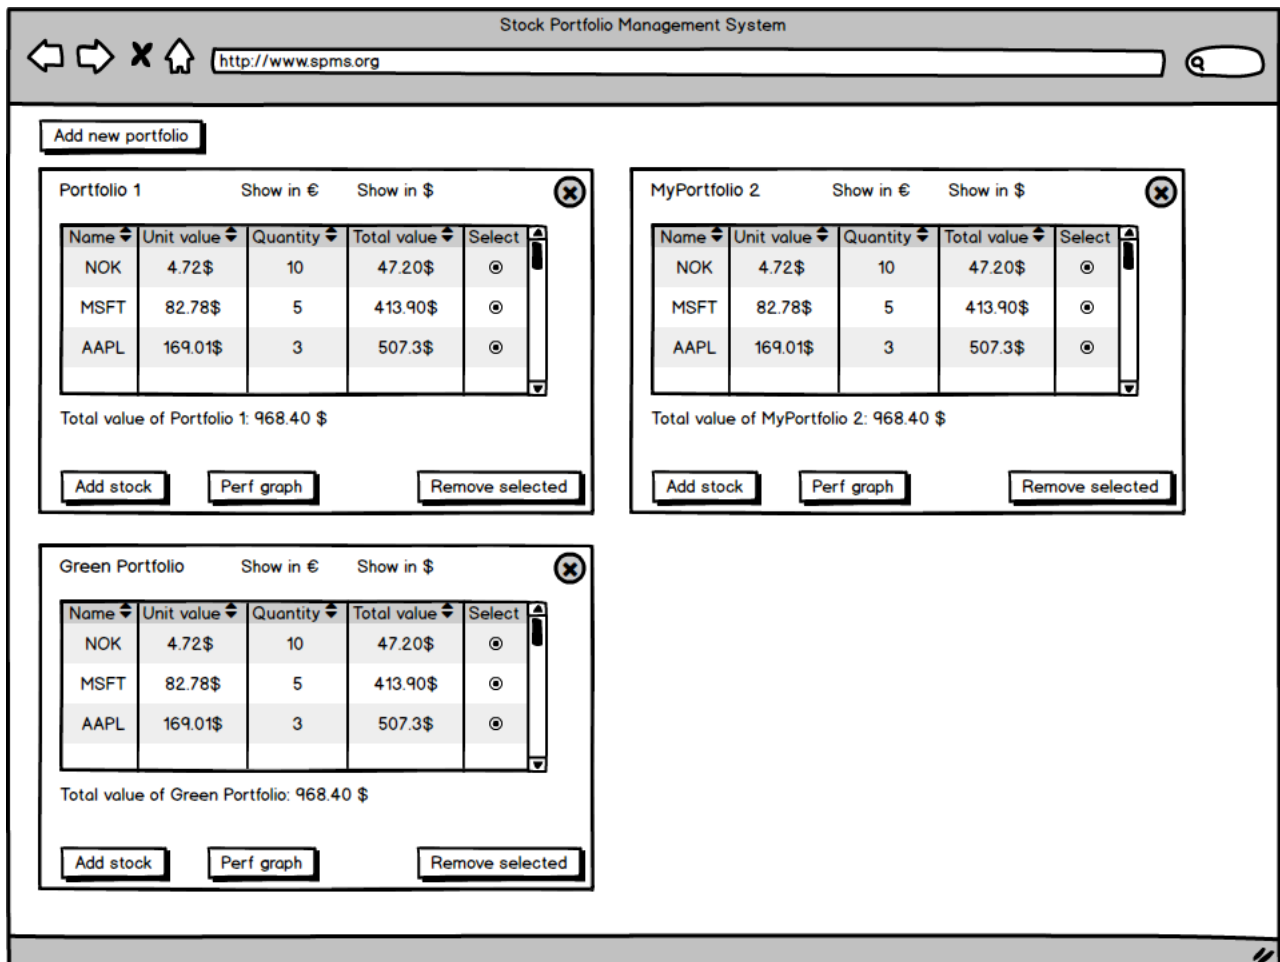 Stock Portfolio Management System
http://www.spms.org
Add new portfolio
Portfolio 1 Show in € Show in $
Name Unit value Quantity Total value Select
NOK 4.72$ 10 47.20$
MSFT 82.78$ 5 413.90$
AAPL 169.01$ 3 507.3$
Total value of Portfolio 1: 968.40 $
Add stock Perf graph Remove selected
MyPortfolio 2 Show in € Show in $
Name Unit value Quantity Total value Select
NOK 4.72$ 10 47.20$
MSFT 82.78$ 5 413.90$
AAPL 169.01$ 3 507.3$
Total value of MyPortfolio 2: 968.40 $
Add stock Perf graph Remove selected
Green Portfolio Show in € Show in $
Name Unit value Quantity Total value Select
NOK 4.72$ 10 47.20$
MSFT 82.78$ 5 413.90$
AAPL 169.01$ 3 507.3$
Total value of Green Portfolio: 968.40 $
Add stock Perf graph Remove selected